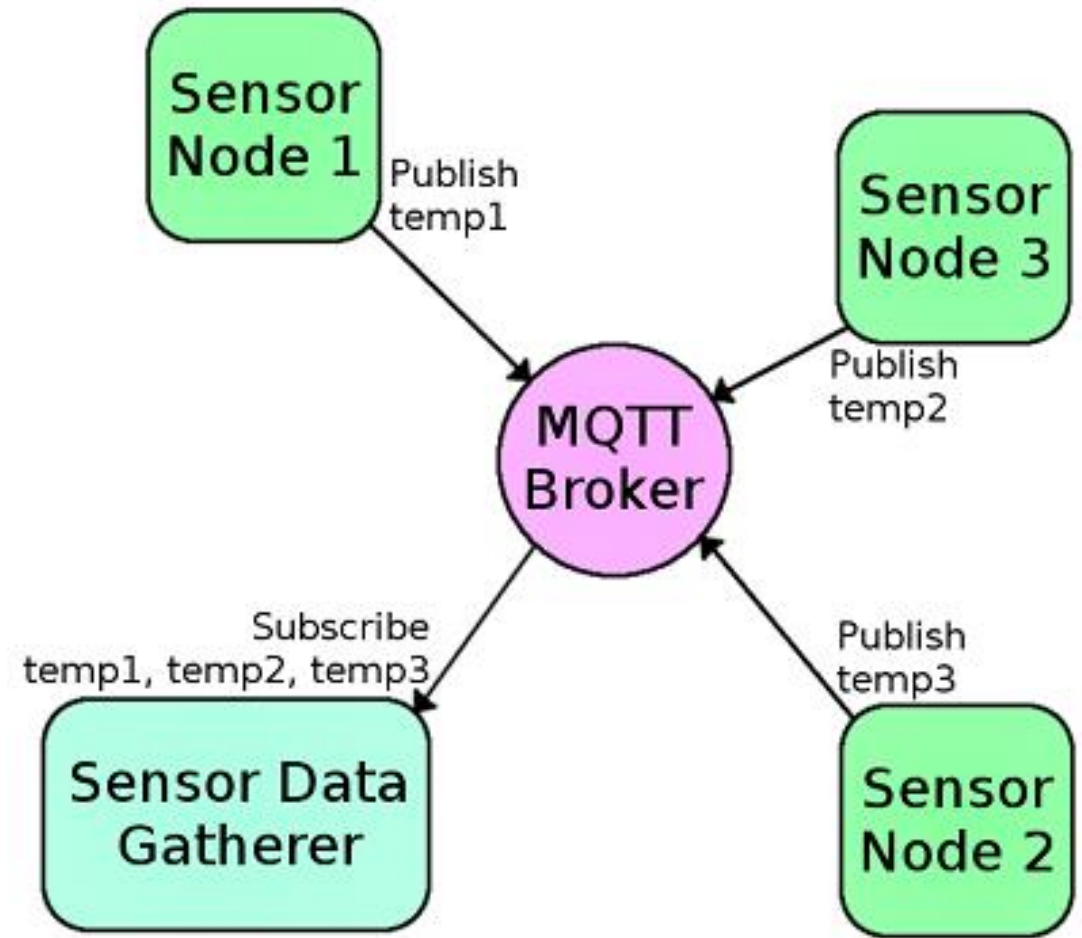 Sensor
Node 1
Publish
temp1
Sensor
Node 3
Publish
temp2
MQTT
Broker
Subscribe
temp1, temp2, temp3
Sensor Data
Gatherer
Publish
temp3
Sensor
Node 2